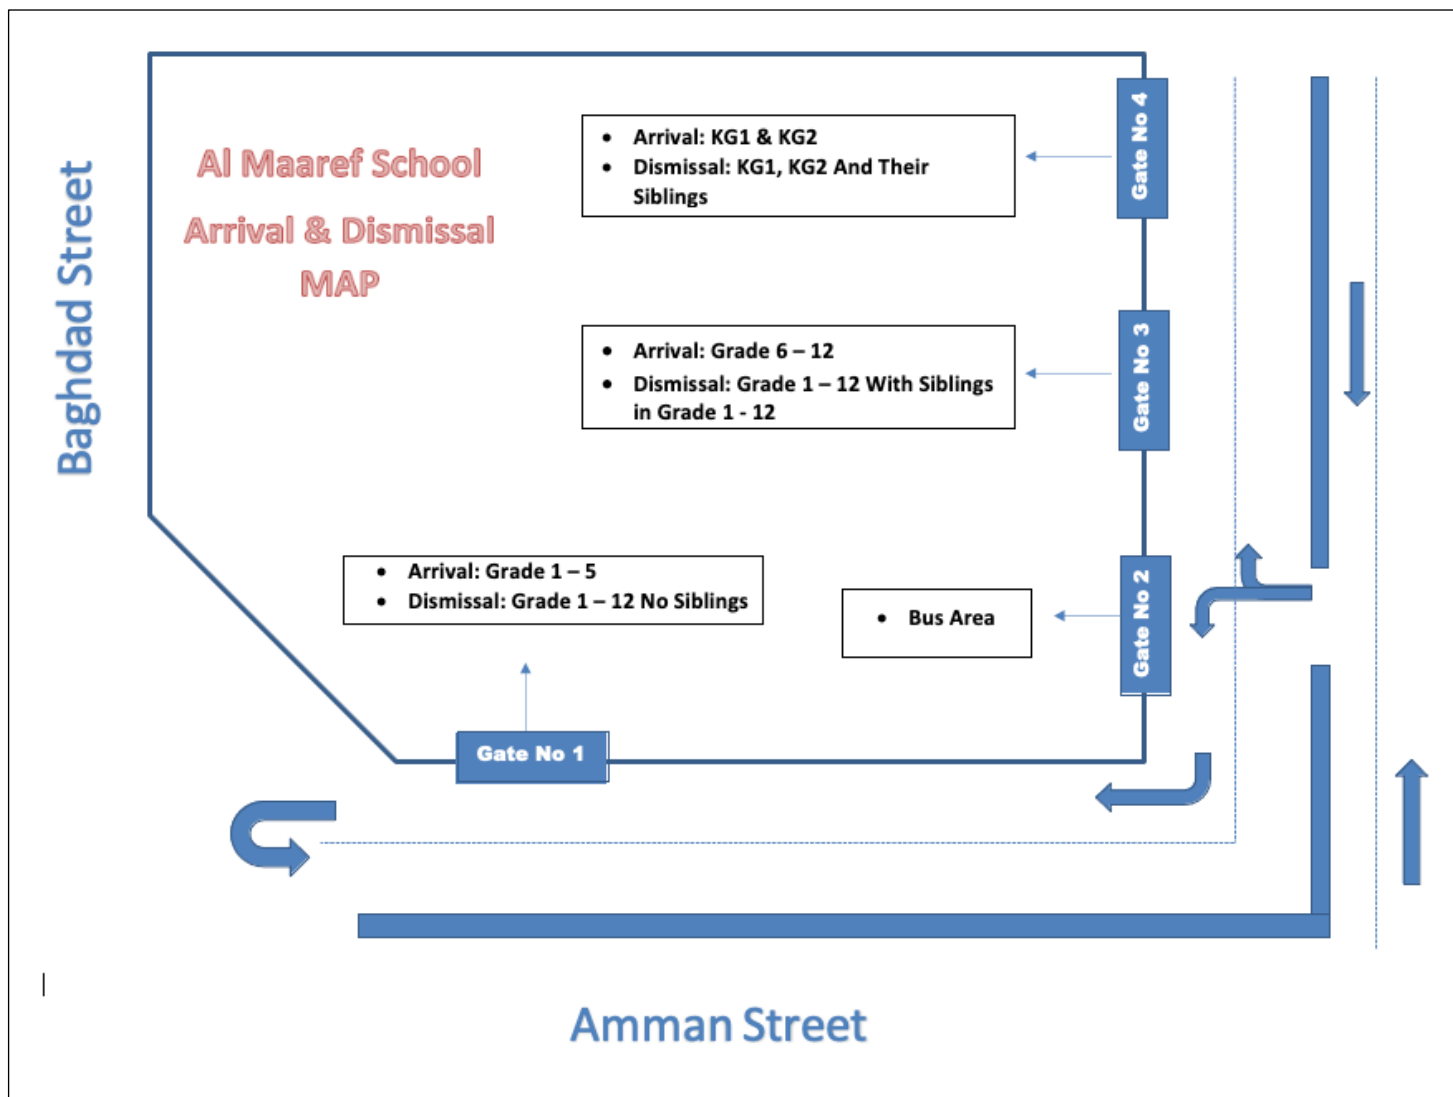 Al Maaref School
Arrival & Dismissal
MAP
Baghdad Street
• Arrival: KG1 & KG2
• Dismissal: KG1, KG2 And Their
Siblings
Gate No 4
• Arrival: Grade 6 – 12
• Dismissal: Grade 1 – 12 With Siblings
in Grade 1 - 12
Gate No 3
• Arrival: Grade 1 – 5
• Dismissal: Grade 1 – 12 No Siblings
• Bus Area
Gate No 2
Gate No 1
Amman Street